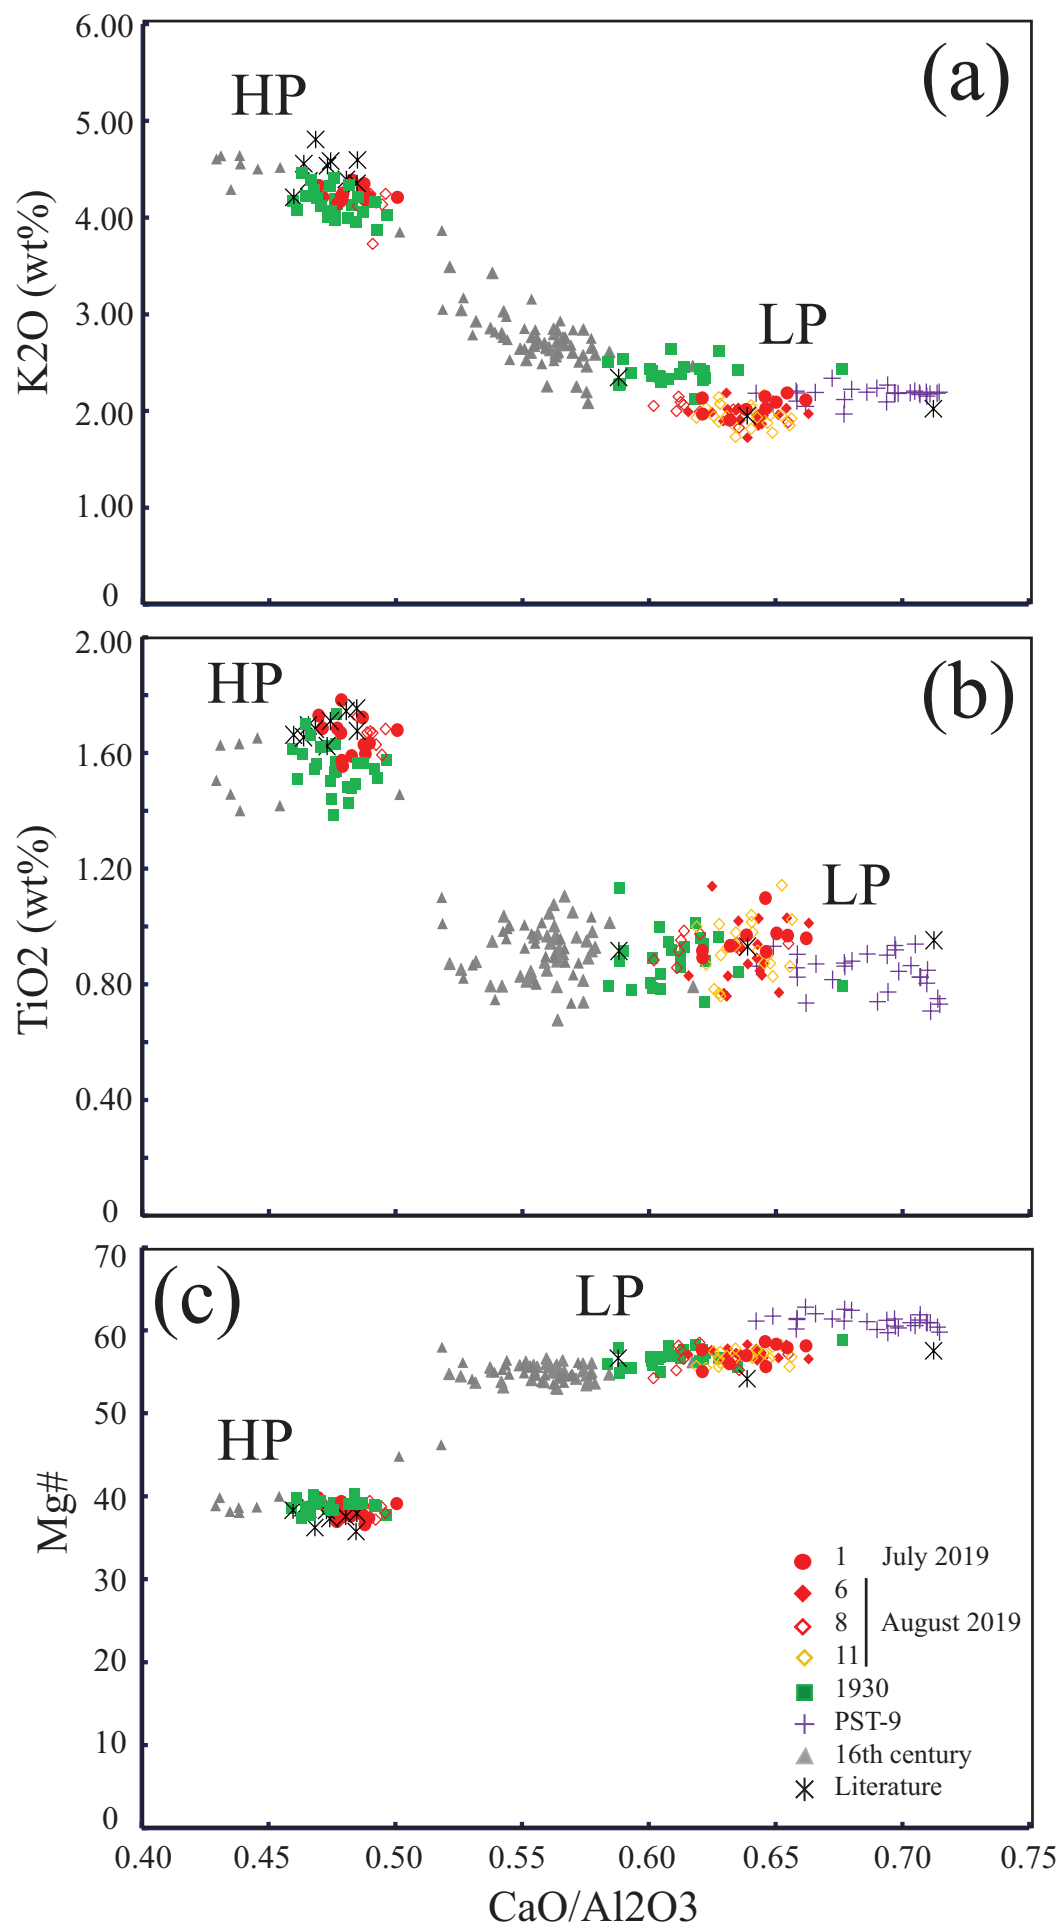 6.00
(a)
HP
5.00
4.00
K2O (wt%)
3.00
LP
2.00
1.00
0
2.00
HP
(b)
1.60
TiO2 (wt%)
1.20
LP
0.80
0.40
0
70
(c)
LP
60
50
HP
40
Mg#
30
20
10
0
1 July 2019
6
8 August 2019
11
1930
PST-9
16th century
Literature
0.40 0.45 0.50 0.55 0.60 0.65 0.70 0.75
CaO/Al2O3